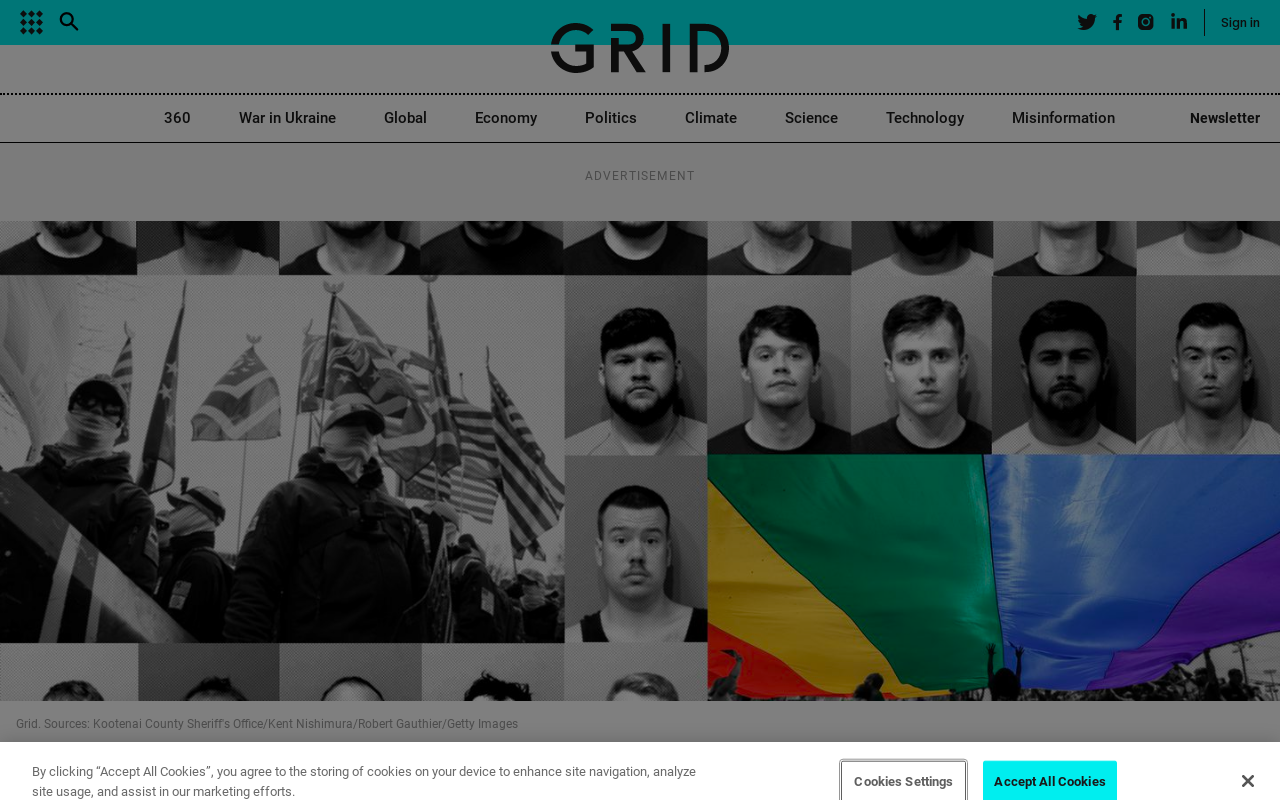 Sign in
GRID
360 War in Ukraine Global Economy Politics Climate Science Technology Misinformation Newsletter
ADVERTISEMENT
Grid. Sources: Kootenai County Sheriff's Office/Kent Nishimura/Robert Gauthier/Getty Images
By clicking “Accept All Cookies”, you agree to the storing of cookies on your device to enhance site navigation, analyze
site usage, and assist in our marketing efforts.
Cookies Settings
Accept All Cookies